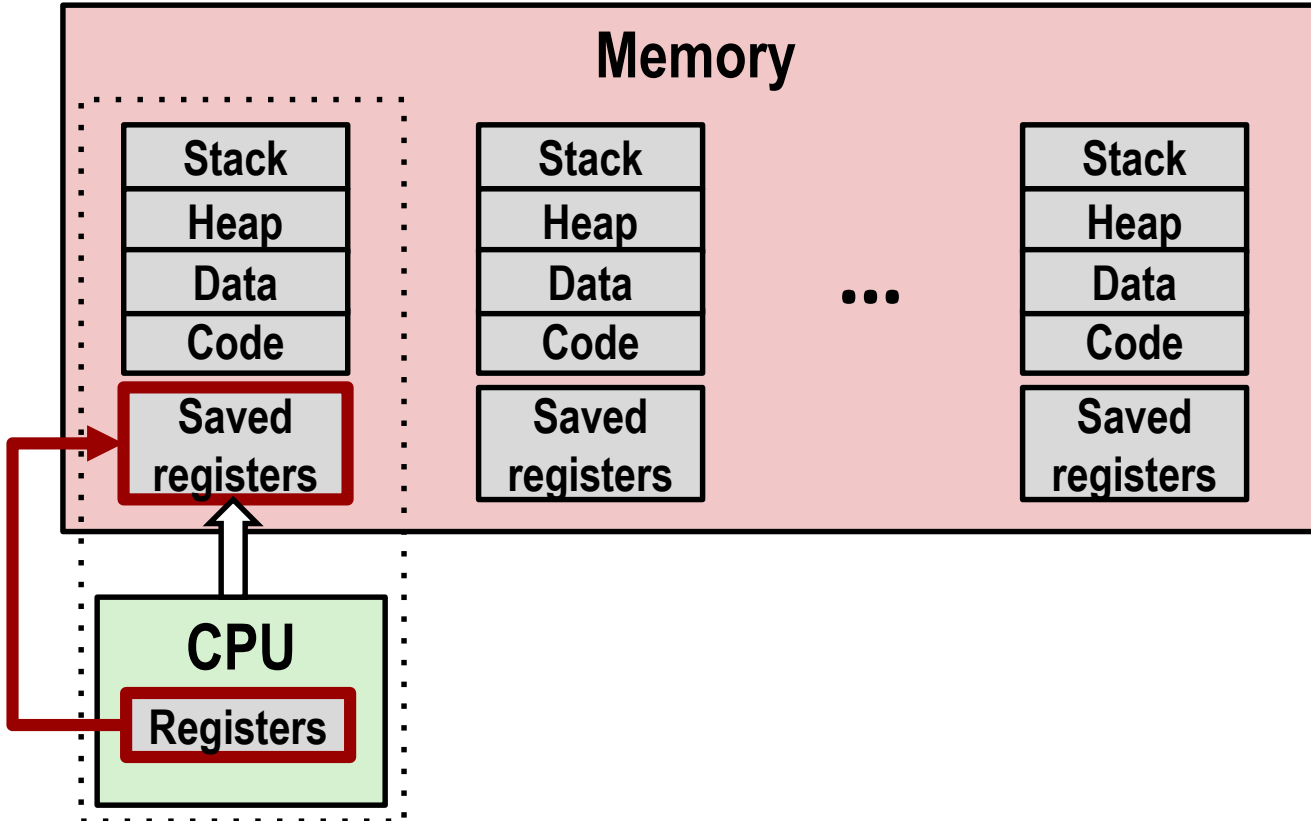 Memory
Stack
Heap
Data
Code
Saved
registers
Stack
Heap
Data
Code
Saved
registers
...
Stack
Heap
Data
Code
Saved
registers
CPU
Registers